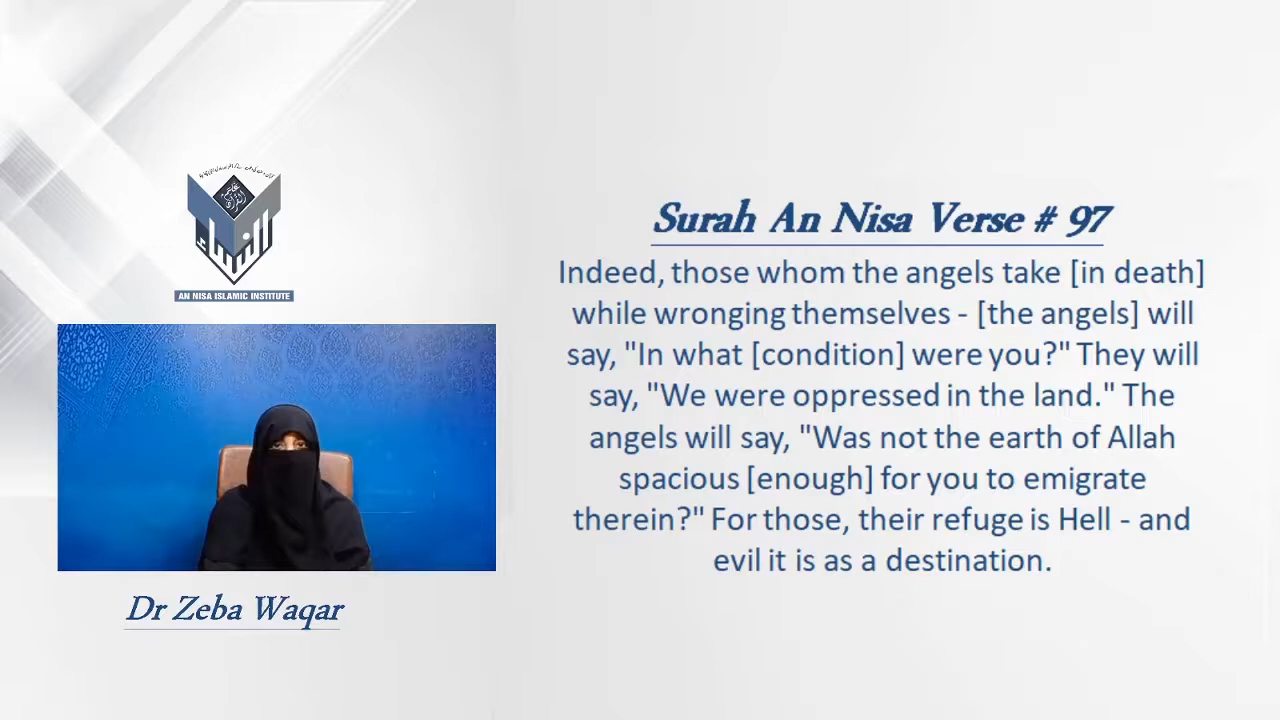 AN NISA ISLAMIC INSTITUTE
Dr Zeba Waqar
Surah An Nisa Verse # 97
Indeed, those whom the angels take [in death]
while wronging themselves - [the angels] will
say, "In what [condition] were you?" They will
say, "We were oppressed in the land." The
angels will say, "Was not the earth of Allah
spacious [enough] for you to emigrate
therein?" For those, their refuge is Hell - and
evil it is as a destination.